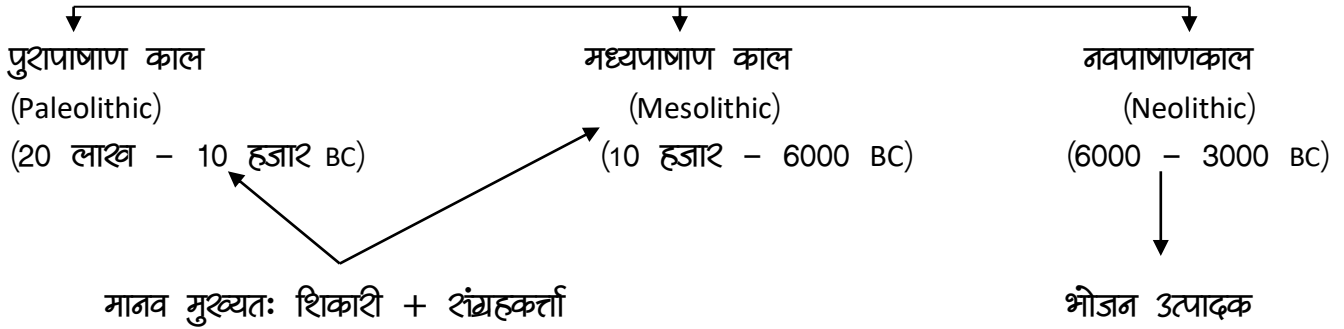 पुरापाषाण काल मध्यपाषाण काल नवपाषाणकाल
(Paleolithic) (Mesolithic) (Neolithic)
(20 लाख – 10 हजार BC) (10 हजार – 6000 BC) (6000 – 3000 BC)
मानव मुख्यतः शिकारी + संग्रहकर्त्ता भोजन उत्पादक